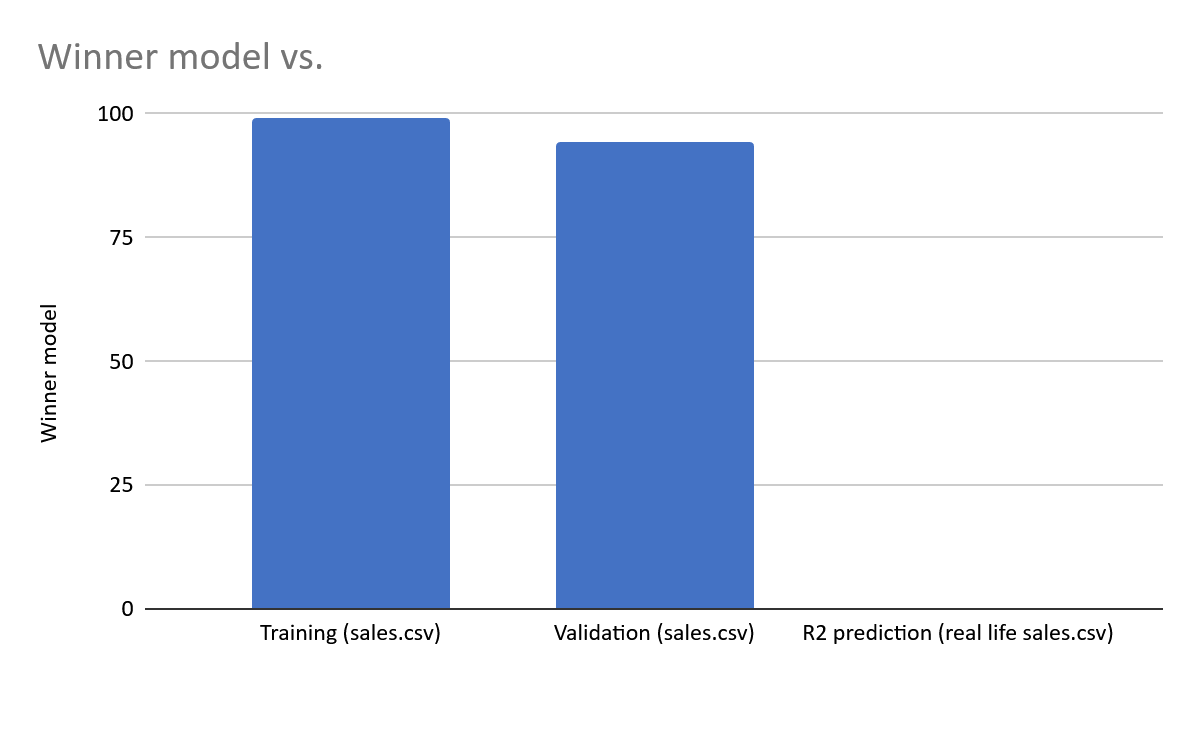 Winner model vs.
100
75
50
25
0
Winner model
Training (sales.csv)
Validation (sales.csv)
R2 prediction (real life sales.csv)